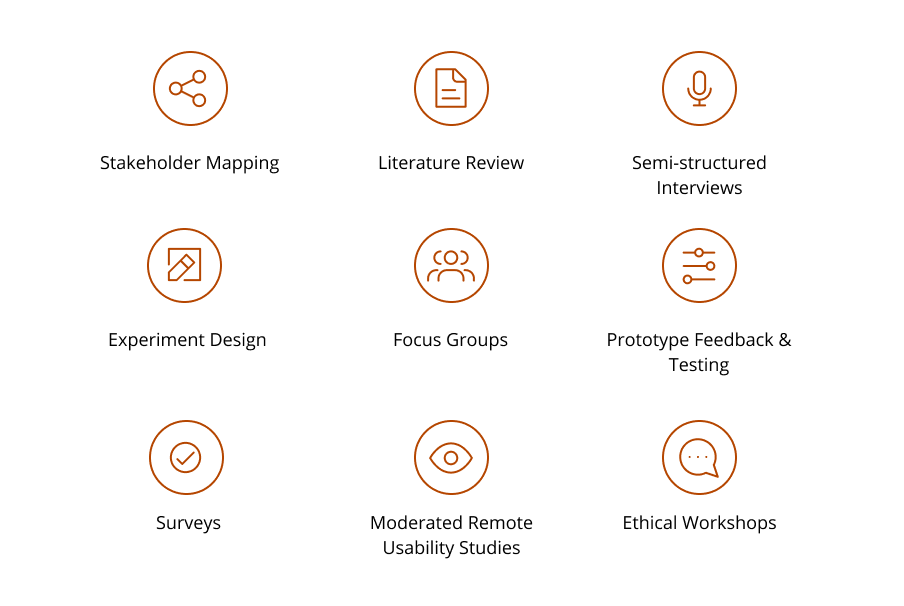 Stakeholder Mapping
Literature Review
Semi-structured
Interviews
Experiment Design
Focus Groups
Prototype Feedback &
Testing
Surveys
Moderated Remote
Usability Studies
Ethical Workshops